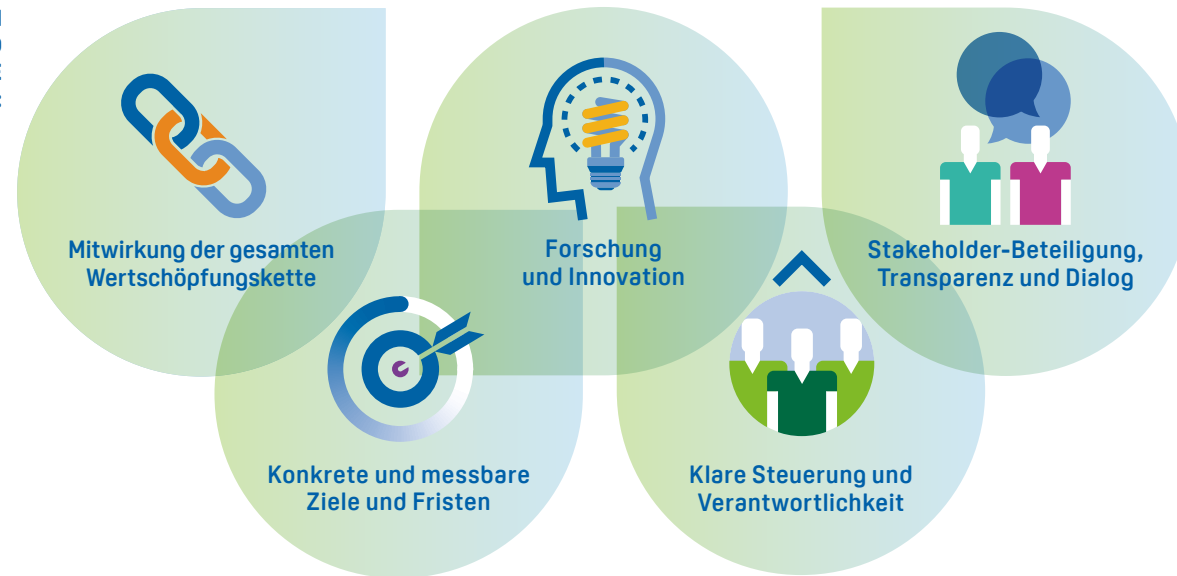 Mitwirkung der gesamten
Wertschöpfungskette
Forschung
und Innovation
Stakeholder-Beteiligung,
Transparenz und Dialog
Konkrete und messbare
Ziele und Fristen
Klare Steuerung und
Verantwortlichkeit